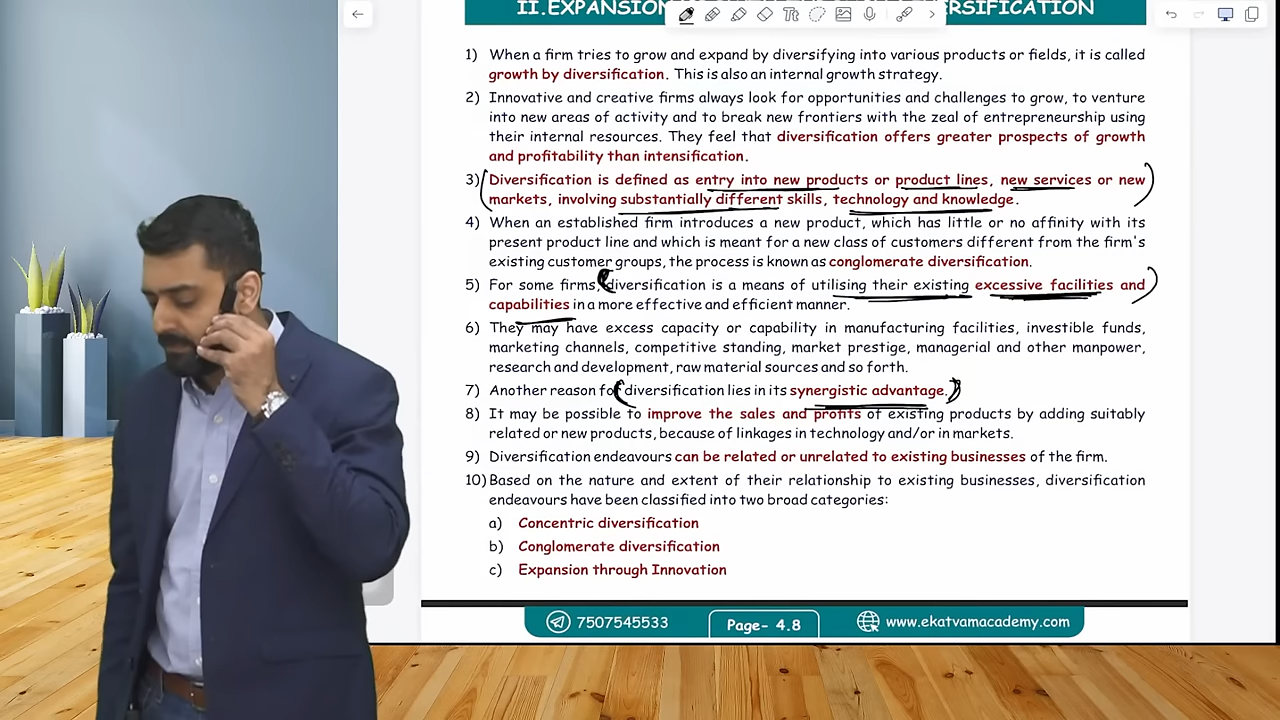 II.EXPANSION RSIFICATION
1) When a firm tries to grow and expand by diversifying into various products or fields, it is called
growth by diversification. This is also an internal growth strategy.
2) Innovative and creative firms always look for opportunities and challenges to grow, to venture
into new areas of activity and to break new frontiers with the zeal of entrepreneurship using
their internal resources. They feel that diversification offers greater prospects of growth
and profitability than intensification.
3) Diversification is defined as entry into new products or product lines, new services or new
markets, involving substantially different skills, technology and knowledge.
4) When an established firm introduces a new product, which has little or no affinity with its
present product line and which is meant for a new class of customers different from the firm's
existing customer groups, the process is known as conglomerate diversification.
5) For some firms, diversification is a means of utilising their existing excessive facilities and
capabilities in a more effective and efficient manner.
6) They may have excess capacity or capability in manufacturing facilities, investible funds,
marketing channels, competitive standing, market prestige, managerial and other manpower,
research and development, raw material sources and so forth.
7) Another reason for diversification lies in its synergistic advantage.
8) It may be possible to improve the sales and profits of existing products by adding suitably
related or new products, because of linkages in technology and/or in markets.
9) Diversification endeavours can be related or unrelated to existing businesses of the firm.
10) Based on the nature and extent of their relationship to existing businesses, diversification
endeavours have been classified into two broad categories:
a) Concentric diversification
b) Conglomerate diversification
c) Expansion through Innovation
7507545533 Page- 4.8 www.ekatvamacademy.com